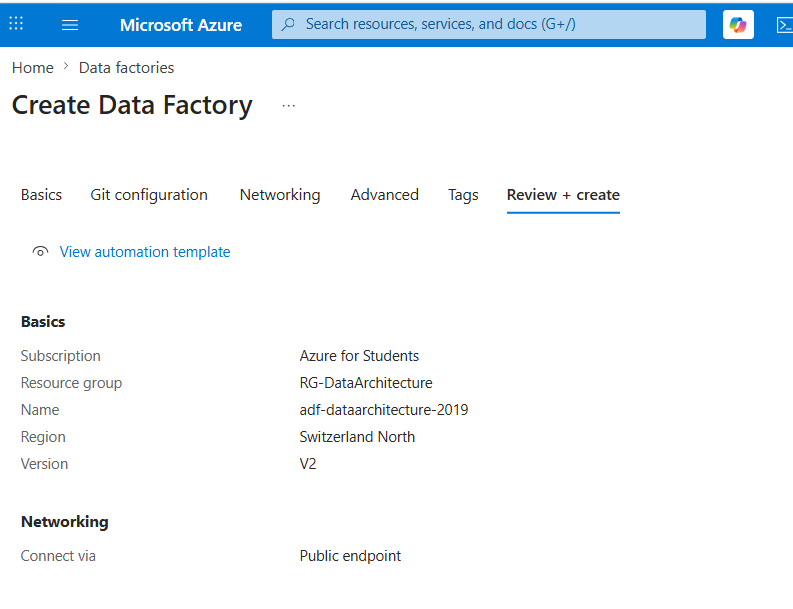 Microsoft Azure
Search resources, services, and docs (G+/)
Home > Data factories
Create Data Factory ...
Basics Git configuration Networking Advanced Tags Review + create
View automation template
Basics
Subscription Azure for Students
Resource group RG-DataArchitecture
Name adf-dataarchitecture-2019
Region Switzerland North
Version V2
Networking
Connect via Public endpoint